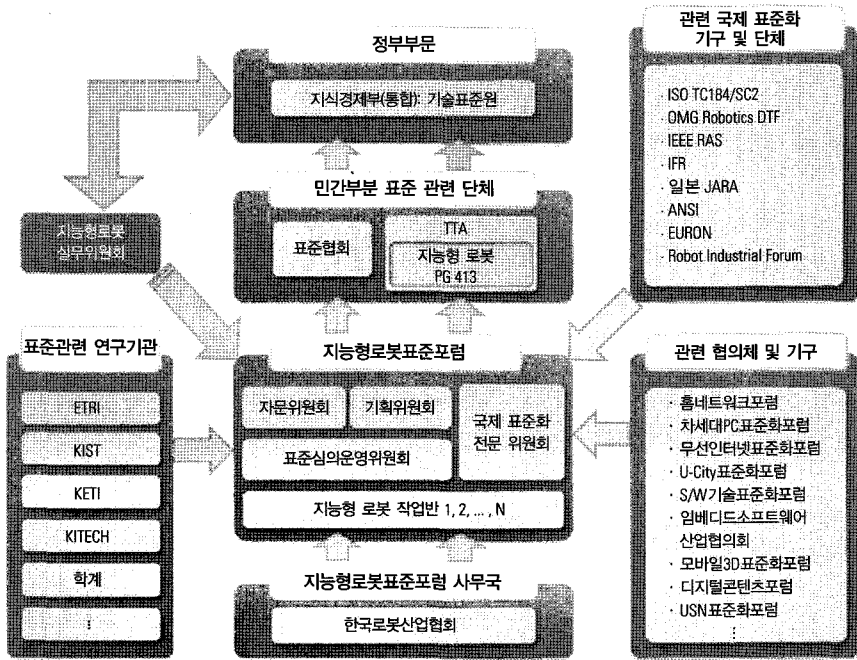 정부부문
지식경제부(통합): 기술표준원
관련 국제 표준화
기구 및 단체
· ISO TC184/SC2
· OMG Robotics DTF
· IEEE RAS
· IFR
· 일본 JARA
· ANSI
· EURON
· Robot Industrial Forum
지능형로봇
실무위원회
민간부분 표준 관련 단체
표준협회
TTA
지능형 로봇
PG 413
표준관련 연구기관
ETRI
KIST
KETI
KITECH
학계
⋮
지능형로봇표준포럼
자문위원회
기획위원회
국제 표준화
전문 위원회
표준심의운영위원회
지능형 로봇 작업반 1, 2, ... , N
관련 협의체 및 기구
· 홈네트워크포럼
· 차세대PC표준화포럼
· 무선인터넷표준화포럼
· U-City표준화포럼
· S/W기술표준화포럼
· 임베디드소프트웨어
산업협의회
· 모바일3D표준화포럼
· 디지털콘텐츠포럼
· USN표준화포럼
⋮
지능형로봇표준포럼 사무국
한국로봇산업협회